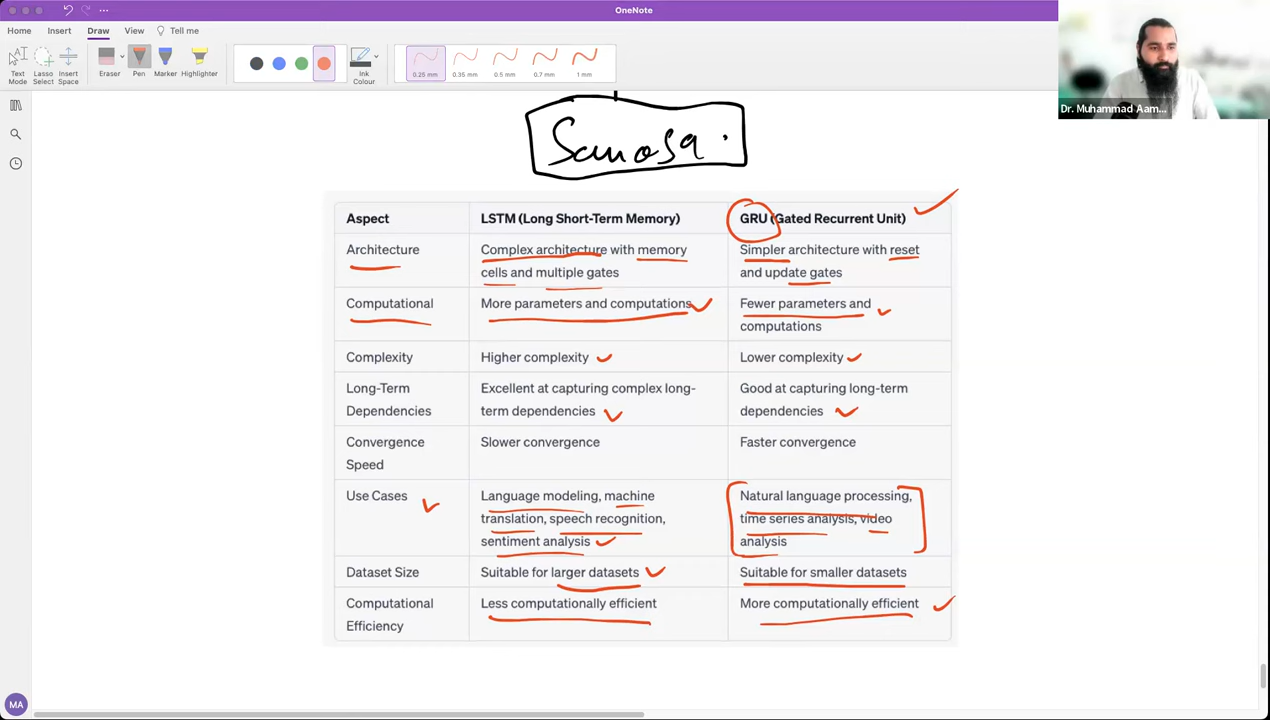 OneNote
Home Insert Draw View Tell me
Text Mode
Lasso Select
Insert Space
Eraser
Pen
Marker
Highlighter
Ink Colour
0.25 mm
0.35 mm
0.5 mm
0.7 mm
1 mm
Dr. Muhammad Aam...
Samosa
Aspect LSTM (Long Short-Term Memory) GRU (Gated Recurrent Unit)
Architecture Complex architecture with memory Simpler architecture with reset
cells and multiple gates and update gates
Computational More parameters and computations Fewer parameters and
computations
Complexity Higher complexity Lower complexity
Long-Term Excellent at capturing complex long- Good at capturing long-term
Dependencies term dependencies dependencies
Convergence Slower convergence Faster convergence
Speed
Use Cases Language modeling, machine Natural language processing,
translation, speech recognition, time series analysis, video
sentiment analysis analysis
Dataset Size Suitable for larger datasets Suitable for smaller datasets
Computational Less computationally efficient More computationally efficient
Efficiency
MA